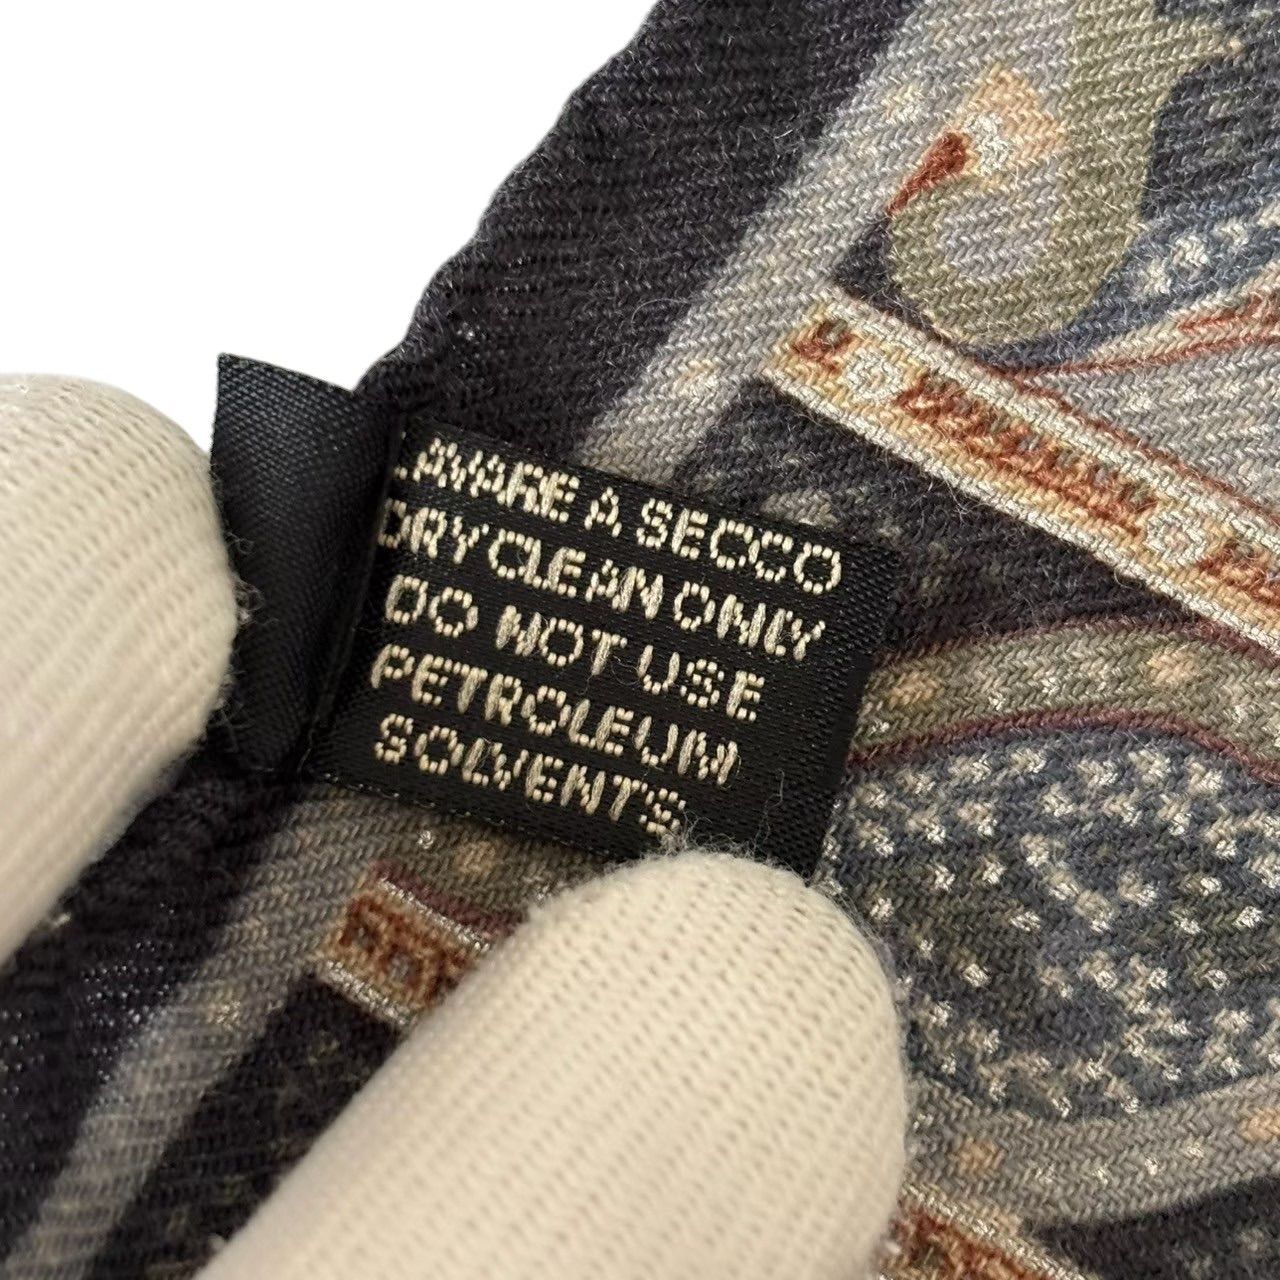 LAVARE A SECCO
DRY CLEAN ONLY
DO NOT USE
PETROLEUM
SOLVENTS